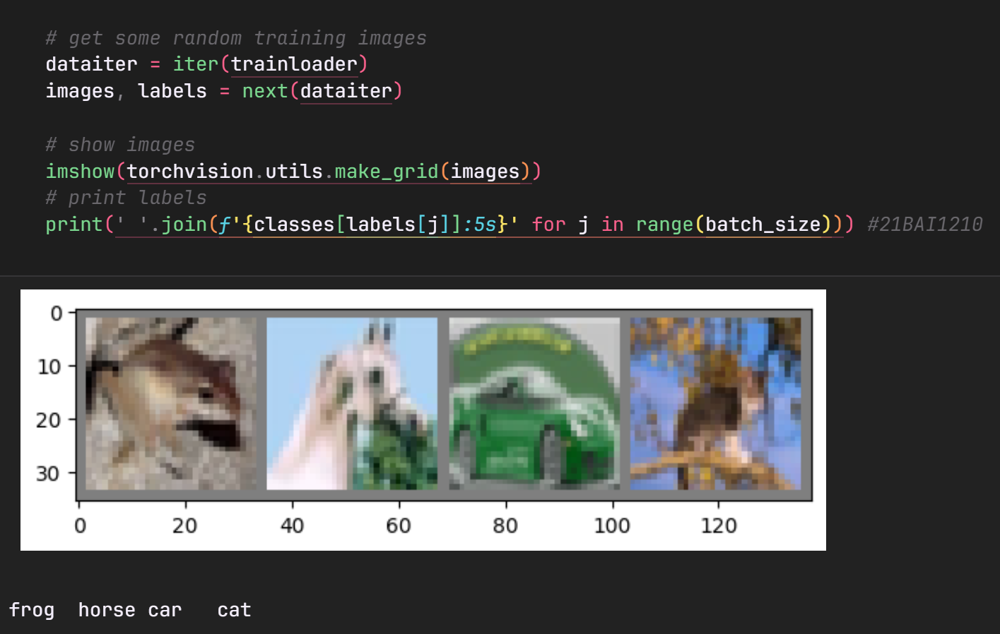 # get some random training images
dataiter = iter(trainloader)
images, labels = next(dataiter)
# show images
imshow(torchvision.utils.make_grid(images))
# print labels
print(' '.join(f'{classes[labels[j]]:5s}' for j in range(batch_size))) #21BAI1210
0
10
20
30
0 20 40 60 80 100 120
frog  horse car   cat